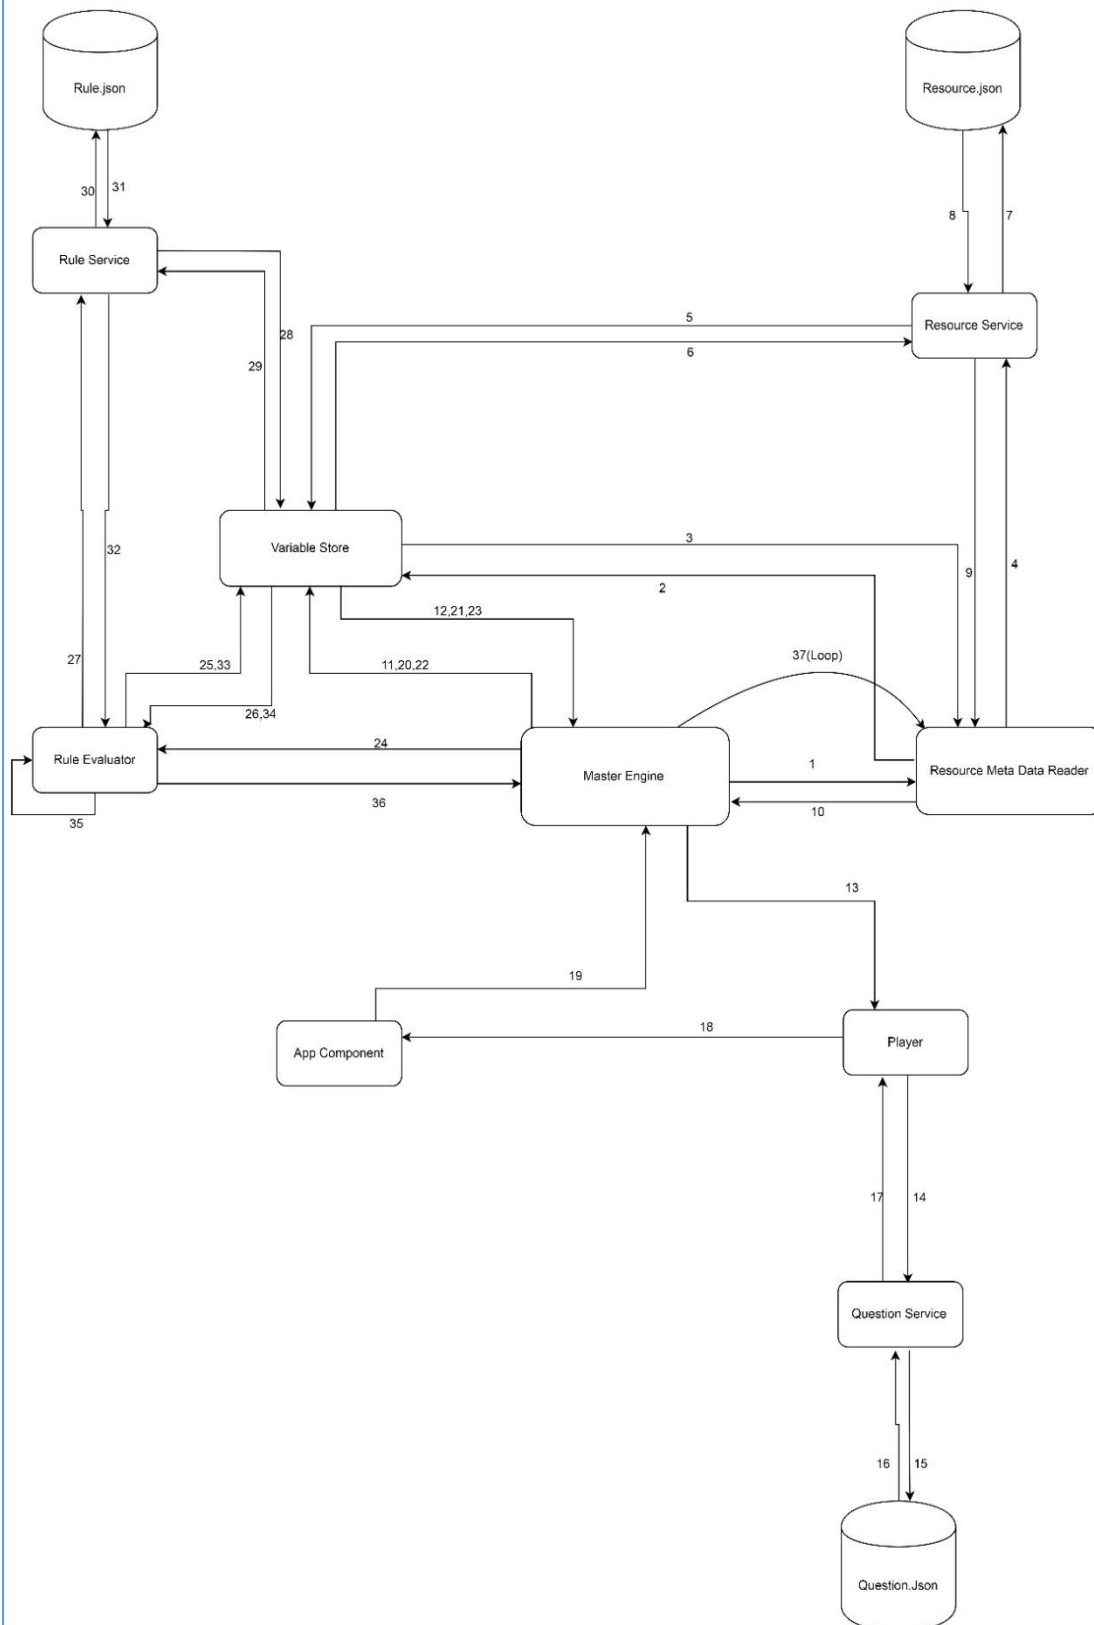 Rule.json
Resource.json
30
31
8
7
Rule Service
Resource Service
5
28
6
29
Variable Store
3
32
9
4
2
12,21,23
27
25,33
11,20,22
37(Loop)
26,34
24
Rule Evaluator
Master Engine
1
Resource Meta Data Reader
36
10
35
13
19
18
App Component
Player
17
14
Question Service
16
15
Question.Json